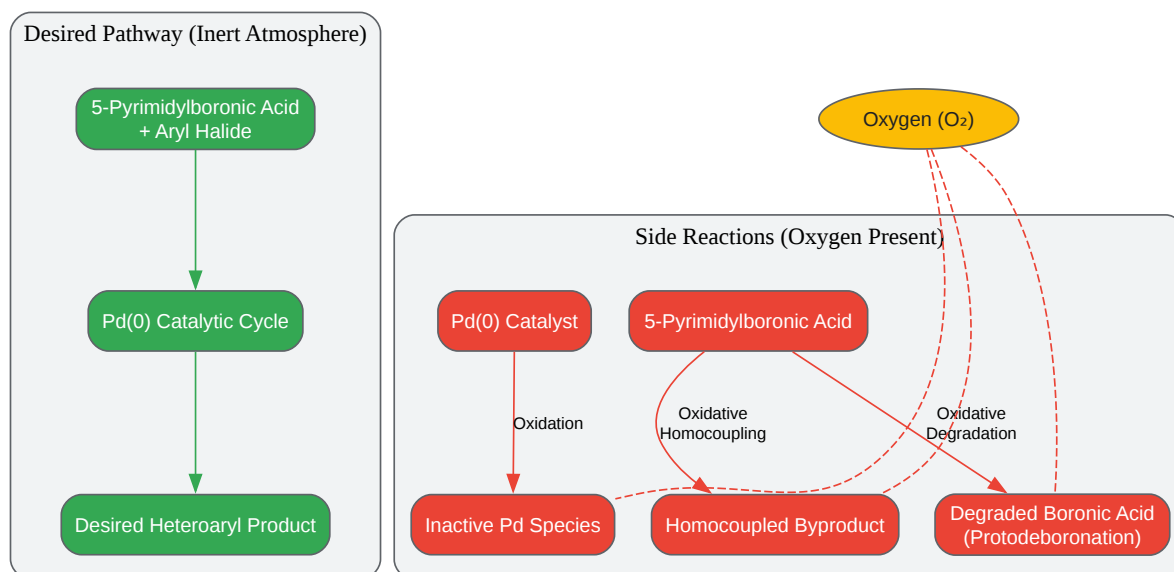 Desired Pathway (Inert Atmosphere)
5-Pyrimidylboronic Acid
+ Aryl Halide
Pd(0) Catalytic Cycle
Desired Heteroaryl Product
Oxygen (O₂)
Side Reactions (Oxygen Present)
Pd(0) Catalyst
5-Pyrimidylboronic Acid
Oxidation
Oxidative
Homocoupling
Oxidative
Degradation
Inactive Pd Species
Homocoupled Byproduct
Degraded Boronic Acid
(Protodeboronation)